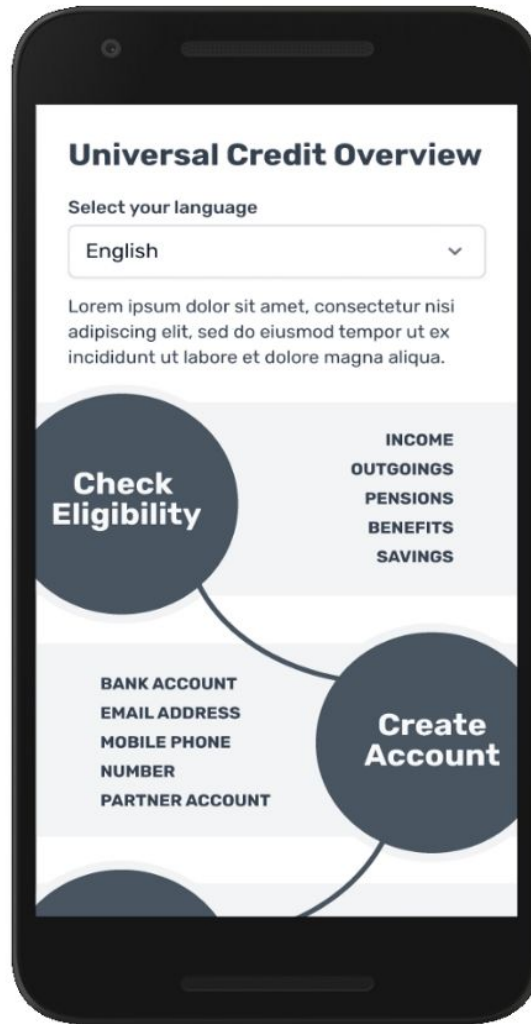 Universal Credit Overview
Select your language
English
Lorem ipsum dolor sit amet, consectetur nisi
adipiscing elit, sed do eiusmod tempor ut ex
incididunt ut labore et dolore magna aliqua.
Check
Eligibility
INCOME
OUTGOINGS
PENSIONS
BENEFITS
SAVINGS
BANK ACCOUNT
EMAIL ADDRESS
MOBILE PHONE
NUMBER
PARTNER ACCOUNT
Create
Account